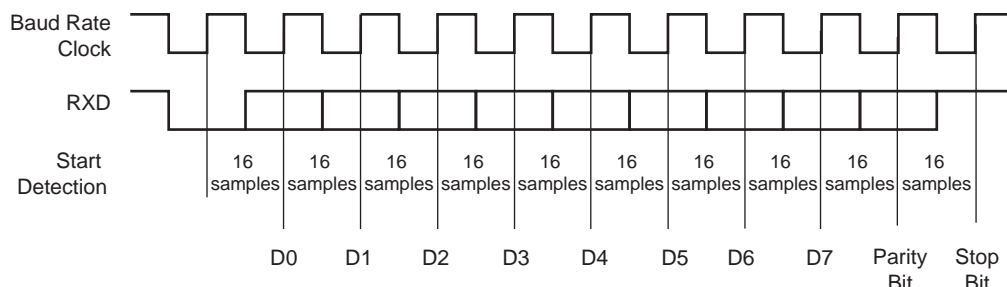 Baud Rate
Clock
RXD
Start
Detection
16 16 16 16 16 16 16 16 16 16
samples samples samples samples samples samples samples samples samples samples
D0 D1 D2 D3 D4 D5 D6 D7 Parity Stop
Bit Bit